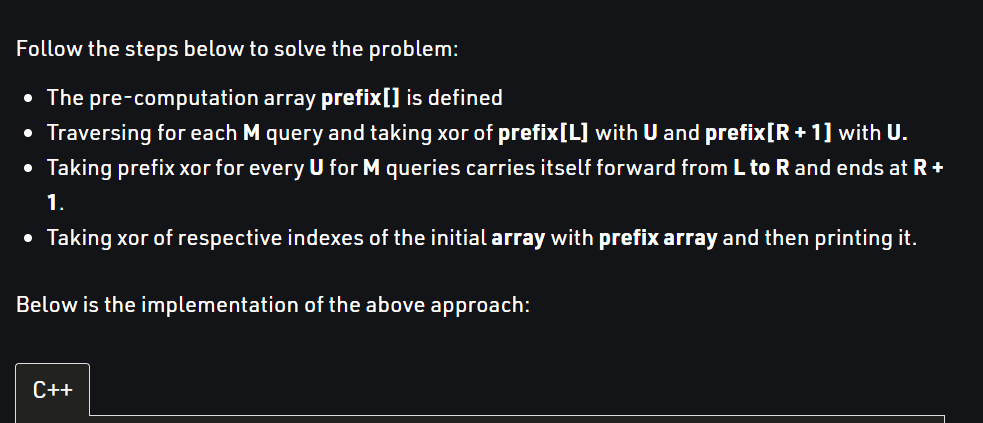 Follow the steps below to solve the problem:
• The pre-computation array prefix[] is defined
• Traversing for each M query and taking xor of prefix[L] with U and prefix[R + 1] with U.
• Taking prefix xor for every U for M queries carries itself forward from L to R and ends at R +
1.
• Taking xor of respective indexes of the initial array with prefix array and then printing it.
Below is the implementation of the above approach:
C++